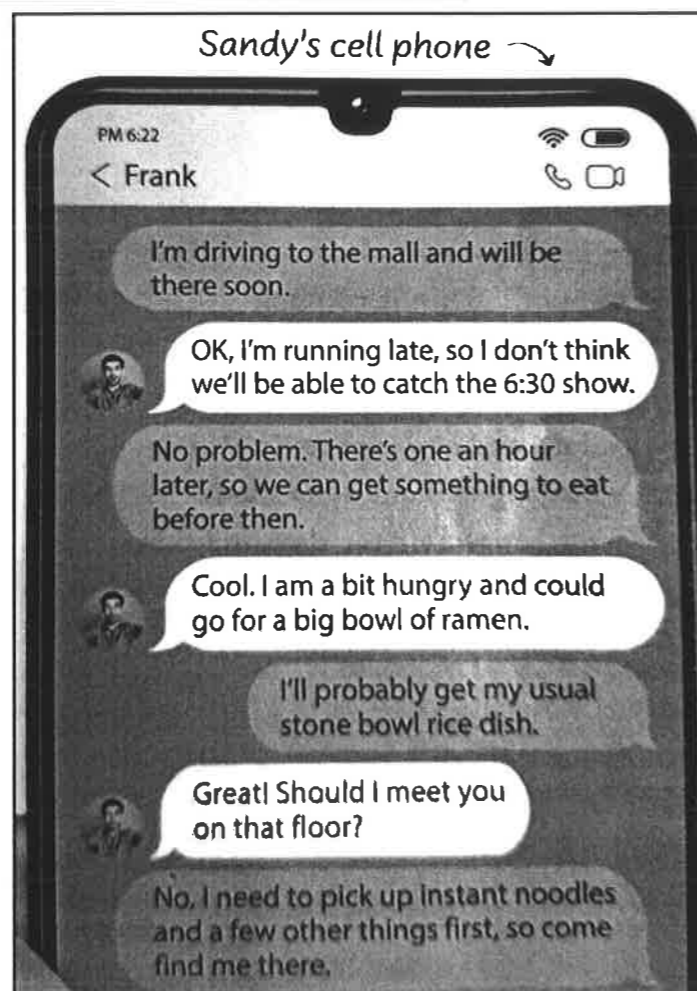 Sandy's cell phone
PM 6:22
< Frank
I'm driving to the mall and will be
there soon.
OK, I'm running late, so I don't think
we'll be able to catch the 6:30 show.
No problem. There's one an hour
later, so we can get something to eat
before then.
Cool. I am a bit hungry and could
go for a big bowl of ramen.
I'll probably get my usual
stone bowl rice dish.
Great! Should I meet you
on that floor?
No, I need to pick up instant noodles
and a few other things first, so come
find me there.